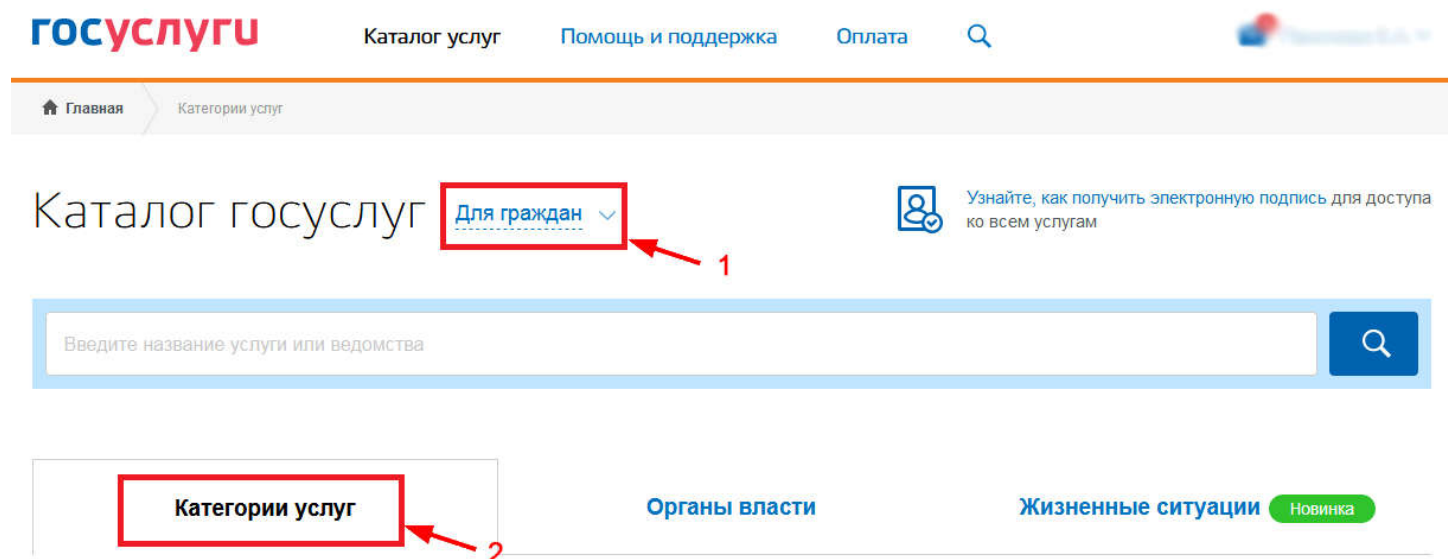 госуслуги Каталог услуг Помощь и поддержка Оплата
Главная Категории услуг
Каталог госуслуг Для граждан
Узнайте, как получить электронную подпись для доступа
ко всем услугам
1
Введите название услуги или ведомства
Категории услуг Органы власти Жизненные ситуации Новинка
2